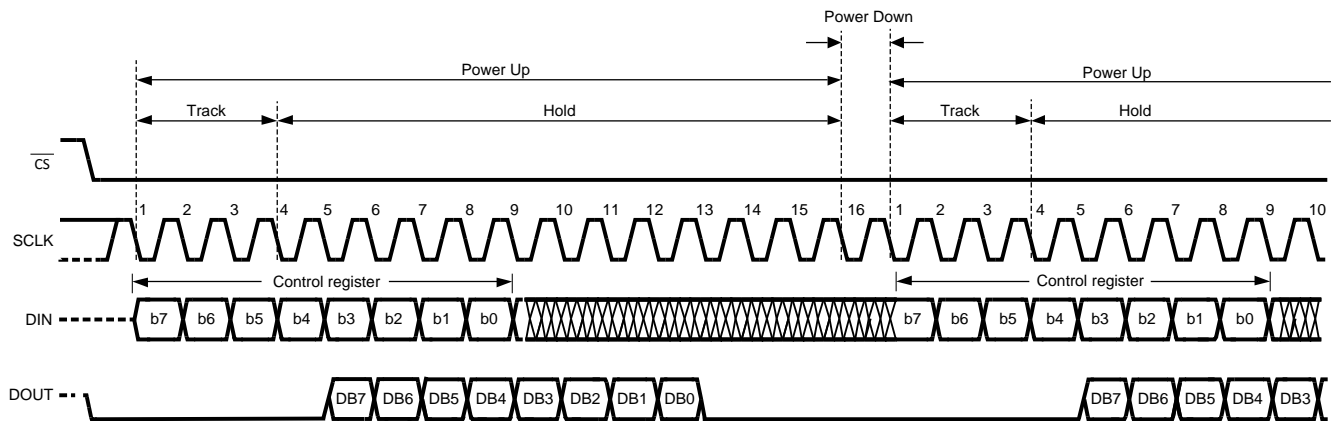 Power Down
Power Up Power Up
Track Hold Track Hold
CS
1 2 3 4 5 6 7 8 9 10 11 12 13 14 15 16 1 2 3 4 5 6 7 8 9 10
SCLK
Control register Control register
DIN b7 b6 b5 b4 b3 b2 b1 b0 b7 b6 b5 b4 b3 b2 b1 b0
DOUT DB7 DB6 DB5 DB4 DB3 DB2 DB1 DB0 DB7 DB6 DB5 DB4 DB3